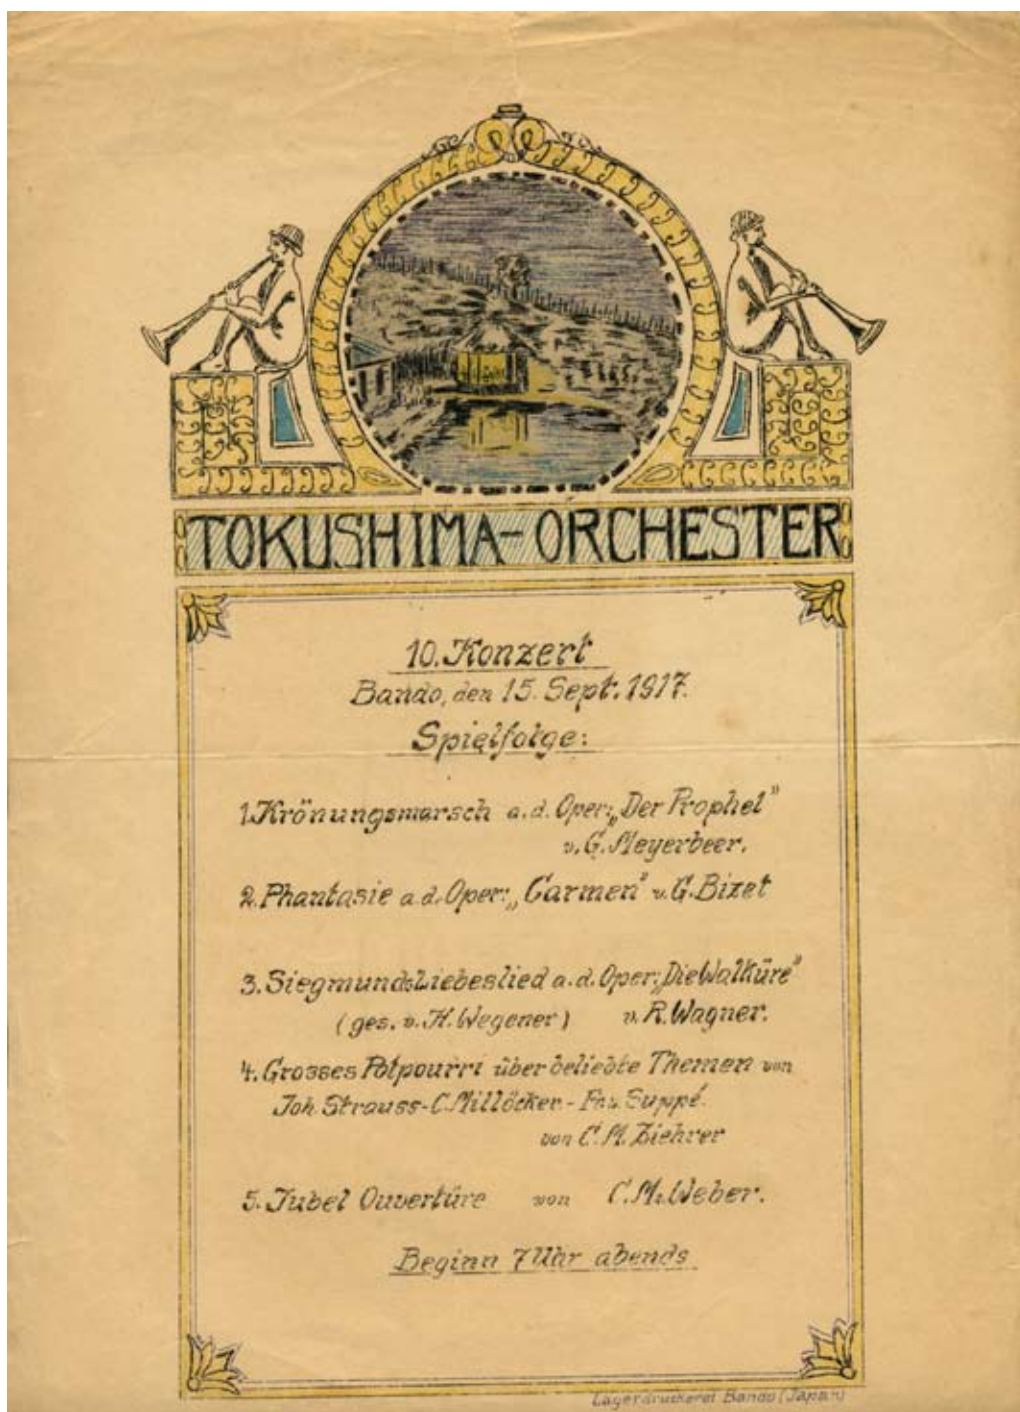 TOKUSHIMA-ORCHESTER
10. Konzert
Bando, den 15. Sept. 1917.
Spielfolge:
1. Krönungsmarsch a. d. Oper: „Der Prophet"
v. G. Meyerbeer.
2. Phantasie a. d. Oper: „Carmen" v. G. Bizet
3. Siegmunds Liebeslied a. d. Oper: „Die Walküre"
(ges. v. H. Wegener) v. R. Wagner.
4. Grosses Potpourri über beliebte Themen von
Joh. Strauss - C. Millöcker - Suppé.
von C. M. Ziehrer
5. Jubel Ouvertüre von C. M. Weber.
Beginn 7 Uhr abends
Lagerdruckerei Bando (Japan)